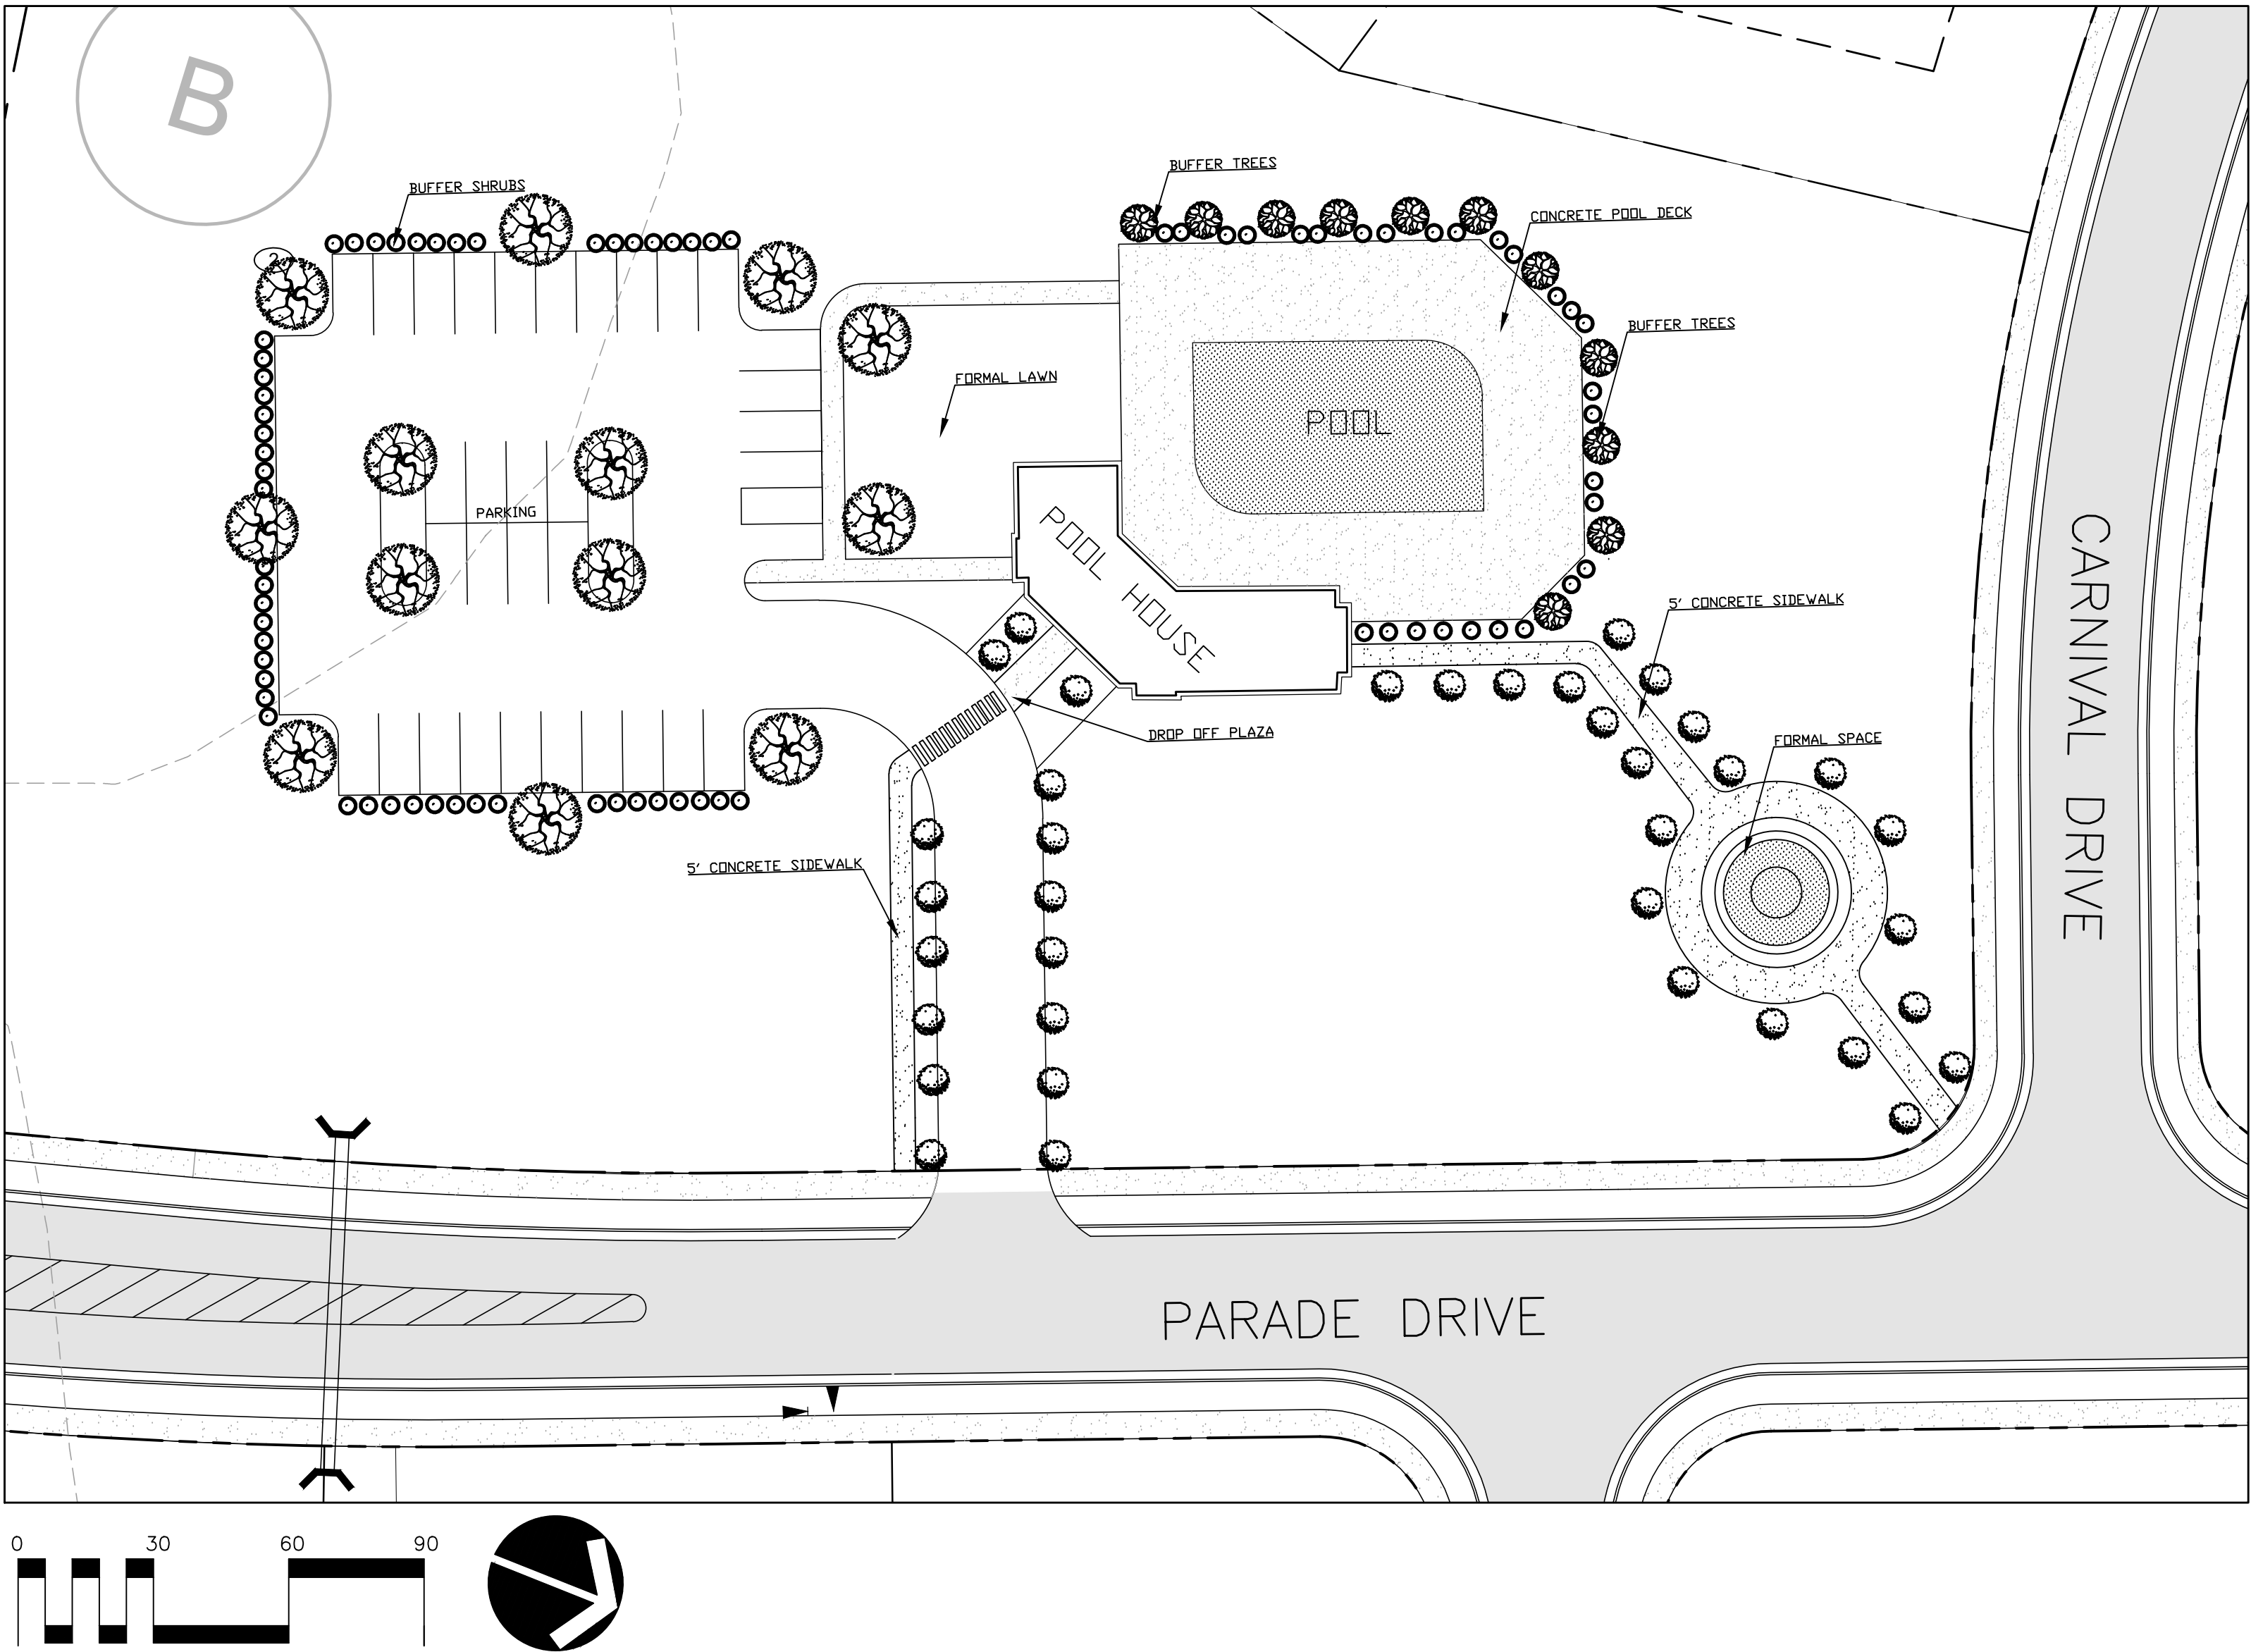 B
BUFFER TREES
BUFFER SHRUBS
CONCRETE POOL DECK
2
BUFFER TREES
FORMAL LAWN
POOL
PARKING
POOL HOUSE
5' CONCRETE SIDEWALK
CARNIVAL DRIVE
DROP OFF PLAZA
FORMAL SPACE
5' CONCRETE SIDEWALK
PARADE DRIVE
0 30 60 90